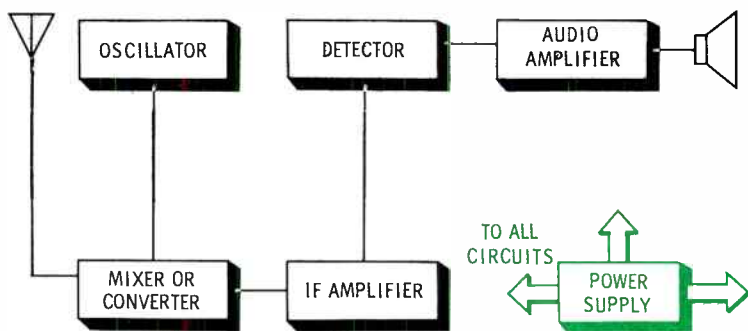 OSCILLATOR
DETECTOR
AUDIO
AMPLIFIER
MIXER OR
CONVERTER
IF AMPLIFIER
TO ALL
CIRCUITS
POWER
SUPPLY